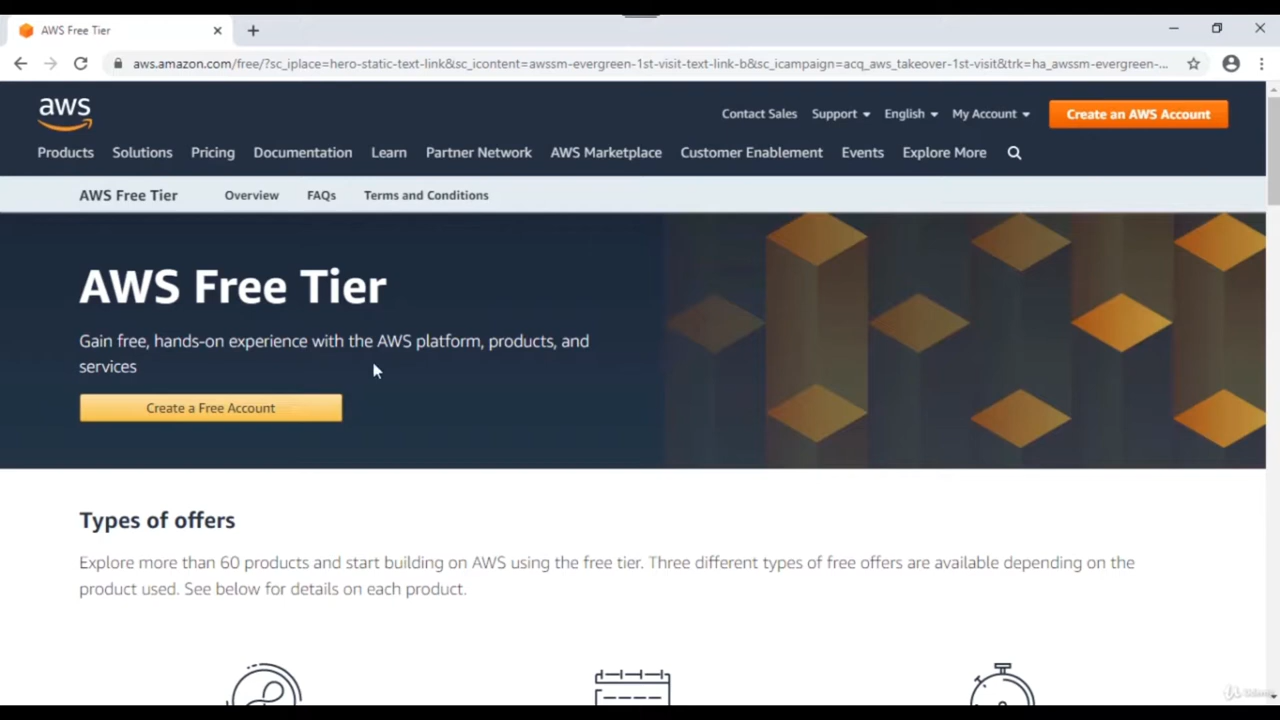 AWS Free Tier
aws.amazon.com/free/?sc_iplace=hero-static-text-link&sc_icontent=awssm-evergreen-1st-visit-text-link-b&sc_icampaign=acq_aws_takeover-1st-visit&trk=ha_awssm-evergreen-...
aws
Contact Sales Support English My Account Create an AWS Account
Products Solutions Pricing Documentation Learn Partner Network AWS Marketplace Customer Enablement Events Explore More
AWS Free Tier Overview FAQs Terms and Conditions
AWS Free Tier
Gain free, hands-on experience with the AWS platform, products, and
services
Create a Free Account
Types of offers
Explore more than 60 products and start building on AWS using the free tier. Three different types of free offers are available depending on the
product used. See below for details on each product.